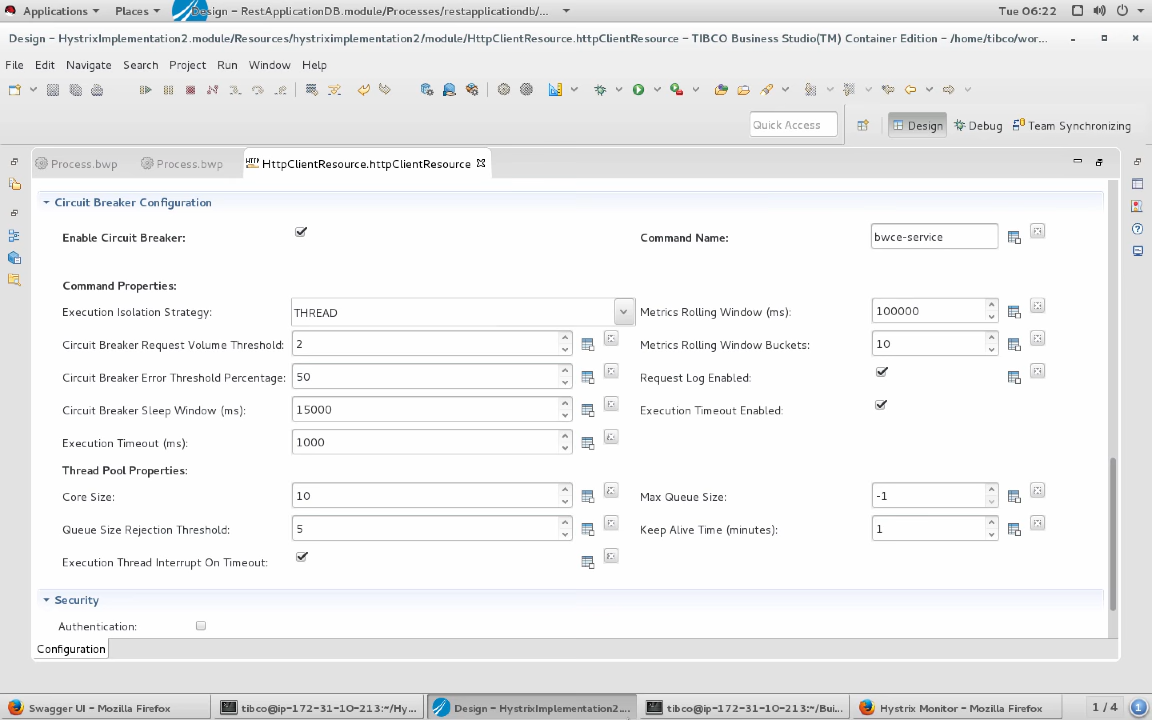 Applications Places Design – RestApplicationDB.module/Processes/restapplicationdb/... Tue 06:22
Design – HystrixImplementation2.module/Resources/hystriximplementation2/module/HttpClientResource.httpClientResource – TIBCO Business Studio(TM) Container Edition – /home/tibco/wor...
File Edit Navigate Search Project Run Window Help
Quick Access Design Debug Team Synchronizing
Process.bwp Process.bwp HTTP HttpClientResource.httpClientResource
Circuit Breaker Configuration
Enable Circuit Breaker: Command Name: bwce-service
Command Properties:
Execution Isolation Strategy: THREAD Metrics Rolling Window (ms): 100000
Circuit Breaker Request Volume Threshold: 2 Metrics Rolling Window Buckets: 10
Circuit Breaker Error Threshold Percentage: 50 Request Log Enabled:
Circuit Breaker Sleep Window (ms): 15000 Execution Timeout Enabled:
Execution Timeout (ms): 1000
Thread Pool Properties:
Core Size: 10 Max Queue Size: -1
Queue Size Rejection Threshold: 5 Keep Alive Time (minutes): 1
Execution Thread Interrupt On Timeout:
Security
Authentication:
Configuration
Swagger UI – Mozilla Firefox tibco@ip-172-31-10-213:~/Hy... Design – HystrixImplementation2.... tibco@ip-172-31-10-213:~/Bui... Hystrix Monitor – Mozilla Firefox 1 / 4 1